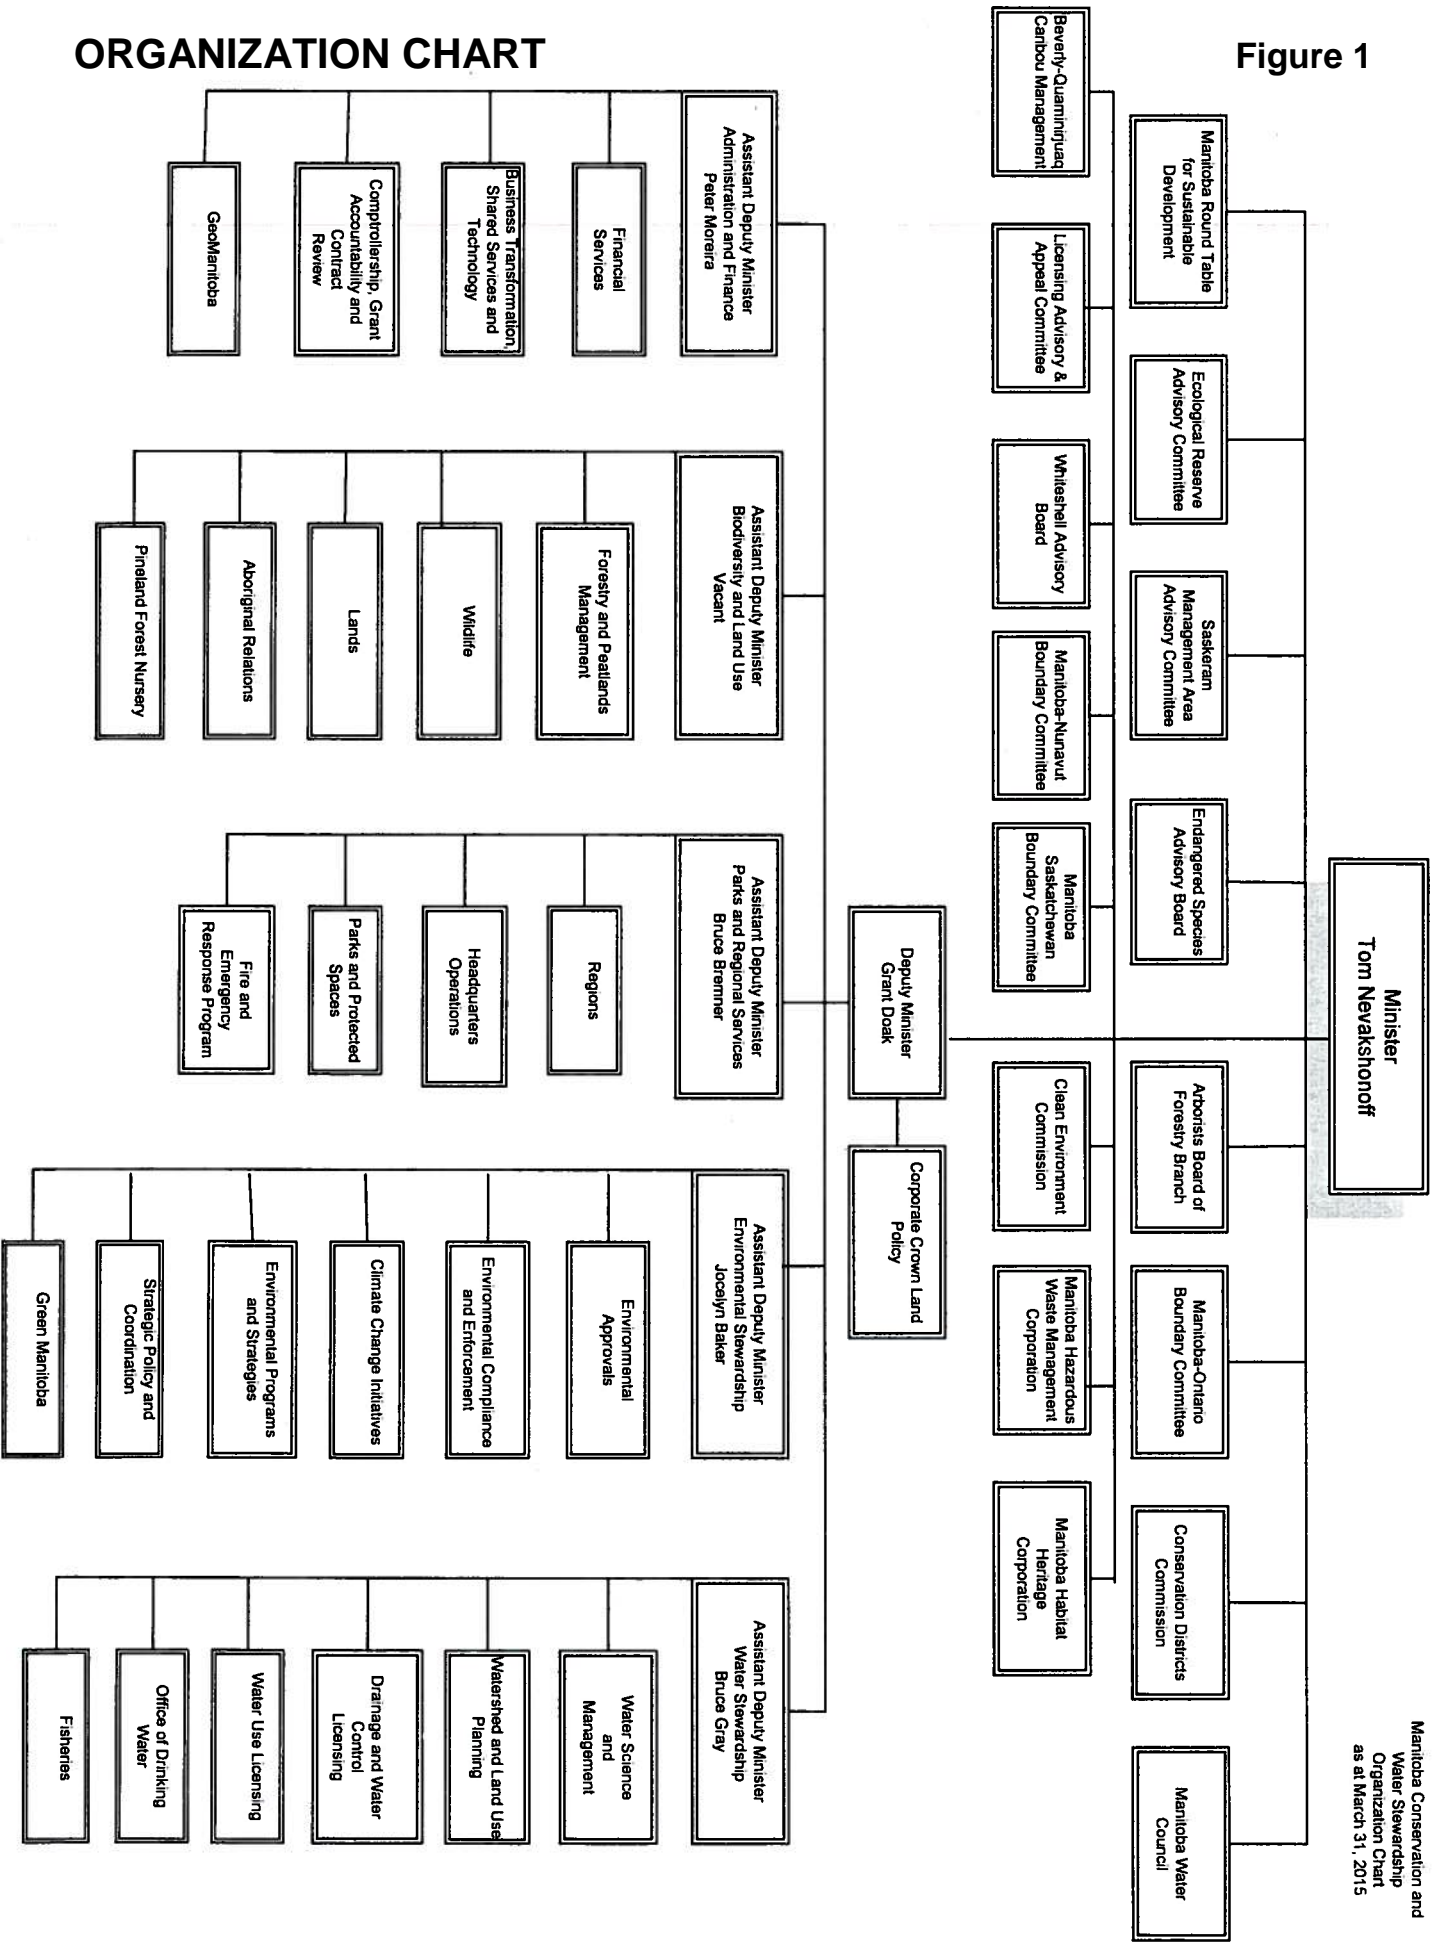 ORGANIZATION CHART
Figure 1
Manitoba Conservation and
Water Stewardship
Organization Chart
as at March 31, 2015
Minister
Tom Nevakshonoff
Manitoba Round Table
for Sustainable
Development
Ecological Reserve
Advisory Committee
Saskeram
Management Area
Advisory Committee
Endangered Species
Advisory Board
Arborists Board of
Forestry Branch
Manitoba-Ontario
Boundary Committee
Conservation Districts
Commission
Manitoba Water
Council
Beverly-Quaminirjuaq
Caribou Management
Licensing Advisory &
Appeal Committee
Whiteshell Advisory
Board
Manitoba-Nunavut
Boundary Committee
Manitoba
Saskatchewan
Boundary Committee
Clean Environment
Commission
Manitoba Hazardous
Waste Management
Corporation
Manitoba Habitat
Heritage
Corporation
Deputy Minister
Grant Doak
Corporate Crown Land
Policy
Assistant Deputy Minister
Administration and Finance
Peter Moreira
Financial
Services
Business Transformation,
Shared Services and
Technology
Comptrollership, Grant
Accountability and
Contract
Review
GeoManitoba
Assistant Deputy Minister
Biodiversity and Land Use
Vacant
Forestry and Peatlands
Management
Wildlife
Lands
Aboriginal Relations
Pineland Forest Nursery
Assistant Deputy Minister
Parks and Regional Services
Bruce Bremner
Regions
Headquarters
Operations
Parks and Protected
Spaces
Fire and
Emergency
Response Program
Assistant Deputy Minister
Environmental Stewardship
Jocelyn Baker
Environmental
Approvals
Environmental Compliance
and Enforcement
Climate Change Initiatives
Environmental Programs
and Strategies
Strategic Policy and
Coordination
Green Manitoba
Assistant Deputy Minister
Water Stewardship
Bruce Gray
Water Science
and
Management
Watershed and Land Use
Planning
Drainage and Water
Control
Licensing
Water Use Licensing
Office of Drinking
Water
Fisheries